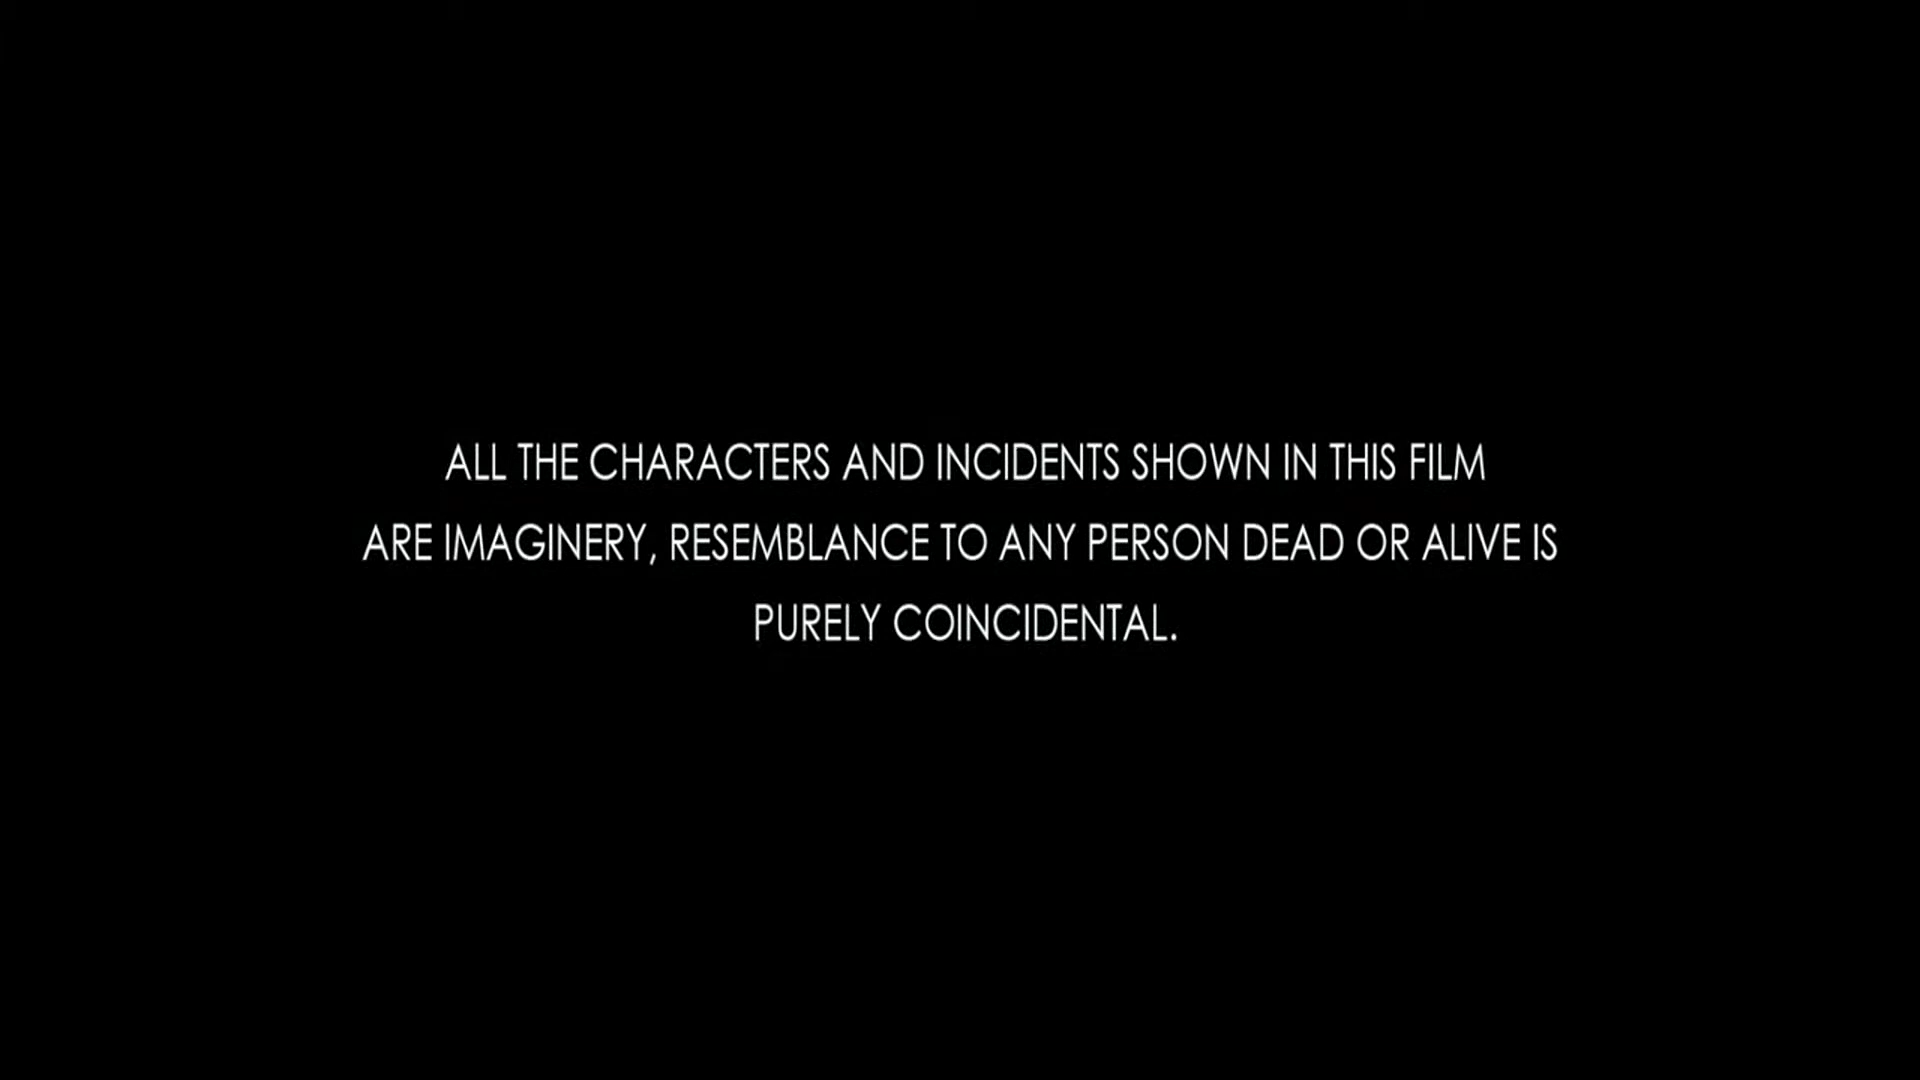 ALL THE CHARACTERS AND INCIDENTS SHOWN IN THIS FILM
ARE IMAGINERY, RESEMBLANCE TO ANY PERSON DEAD OR ALIVE IS
PURELY COINCIDENTAL.